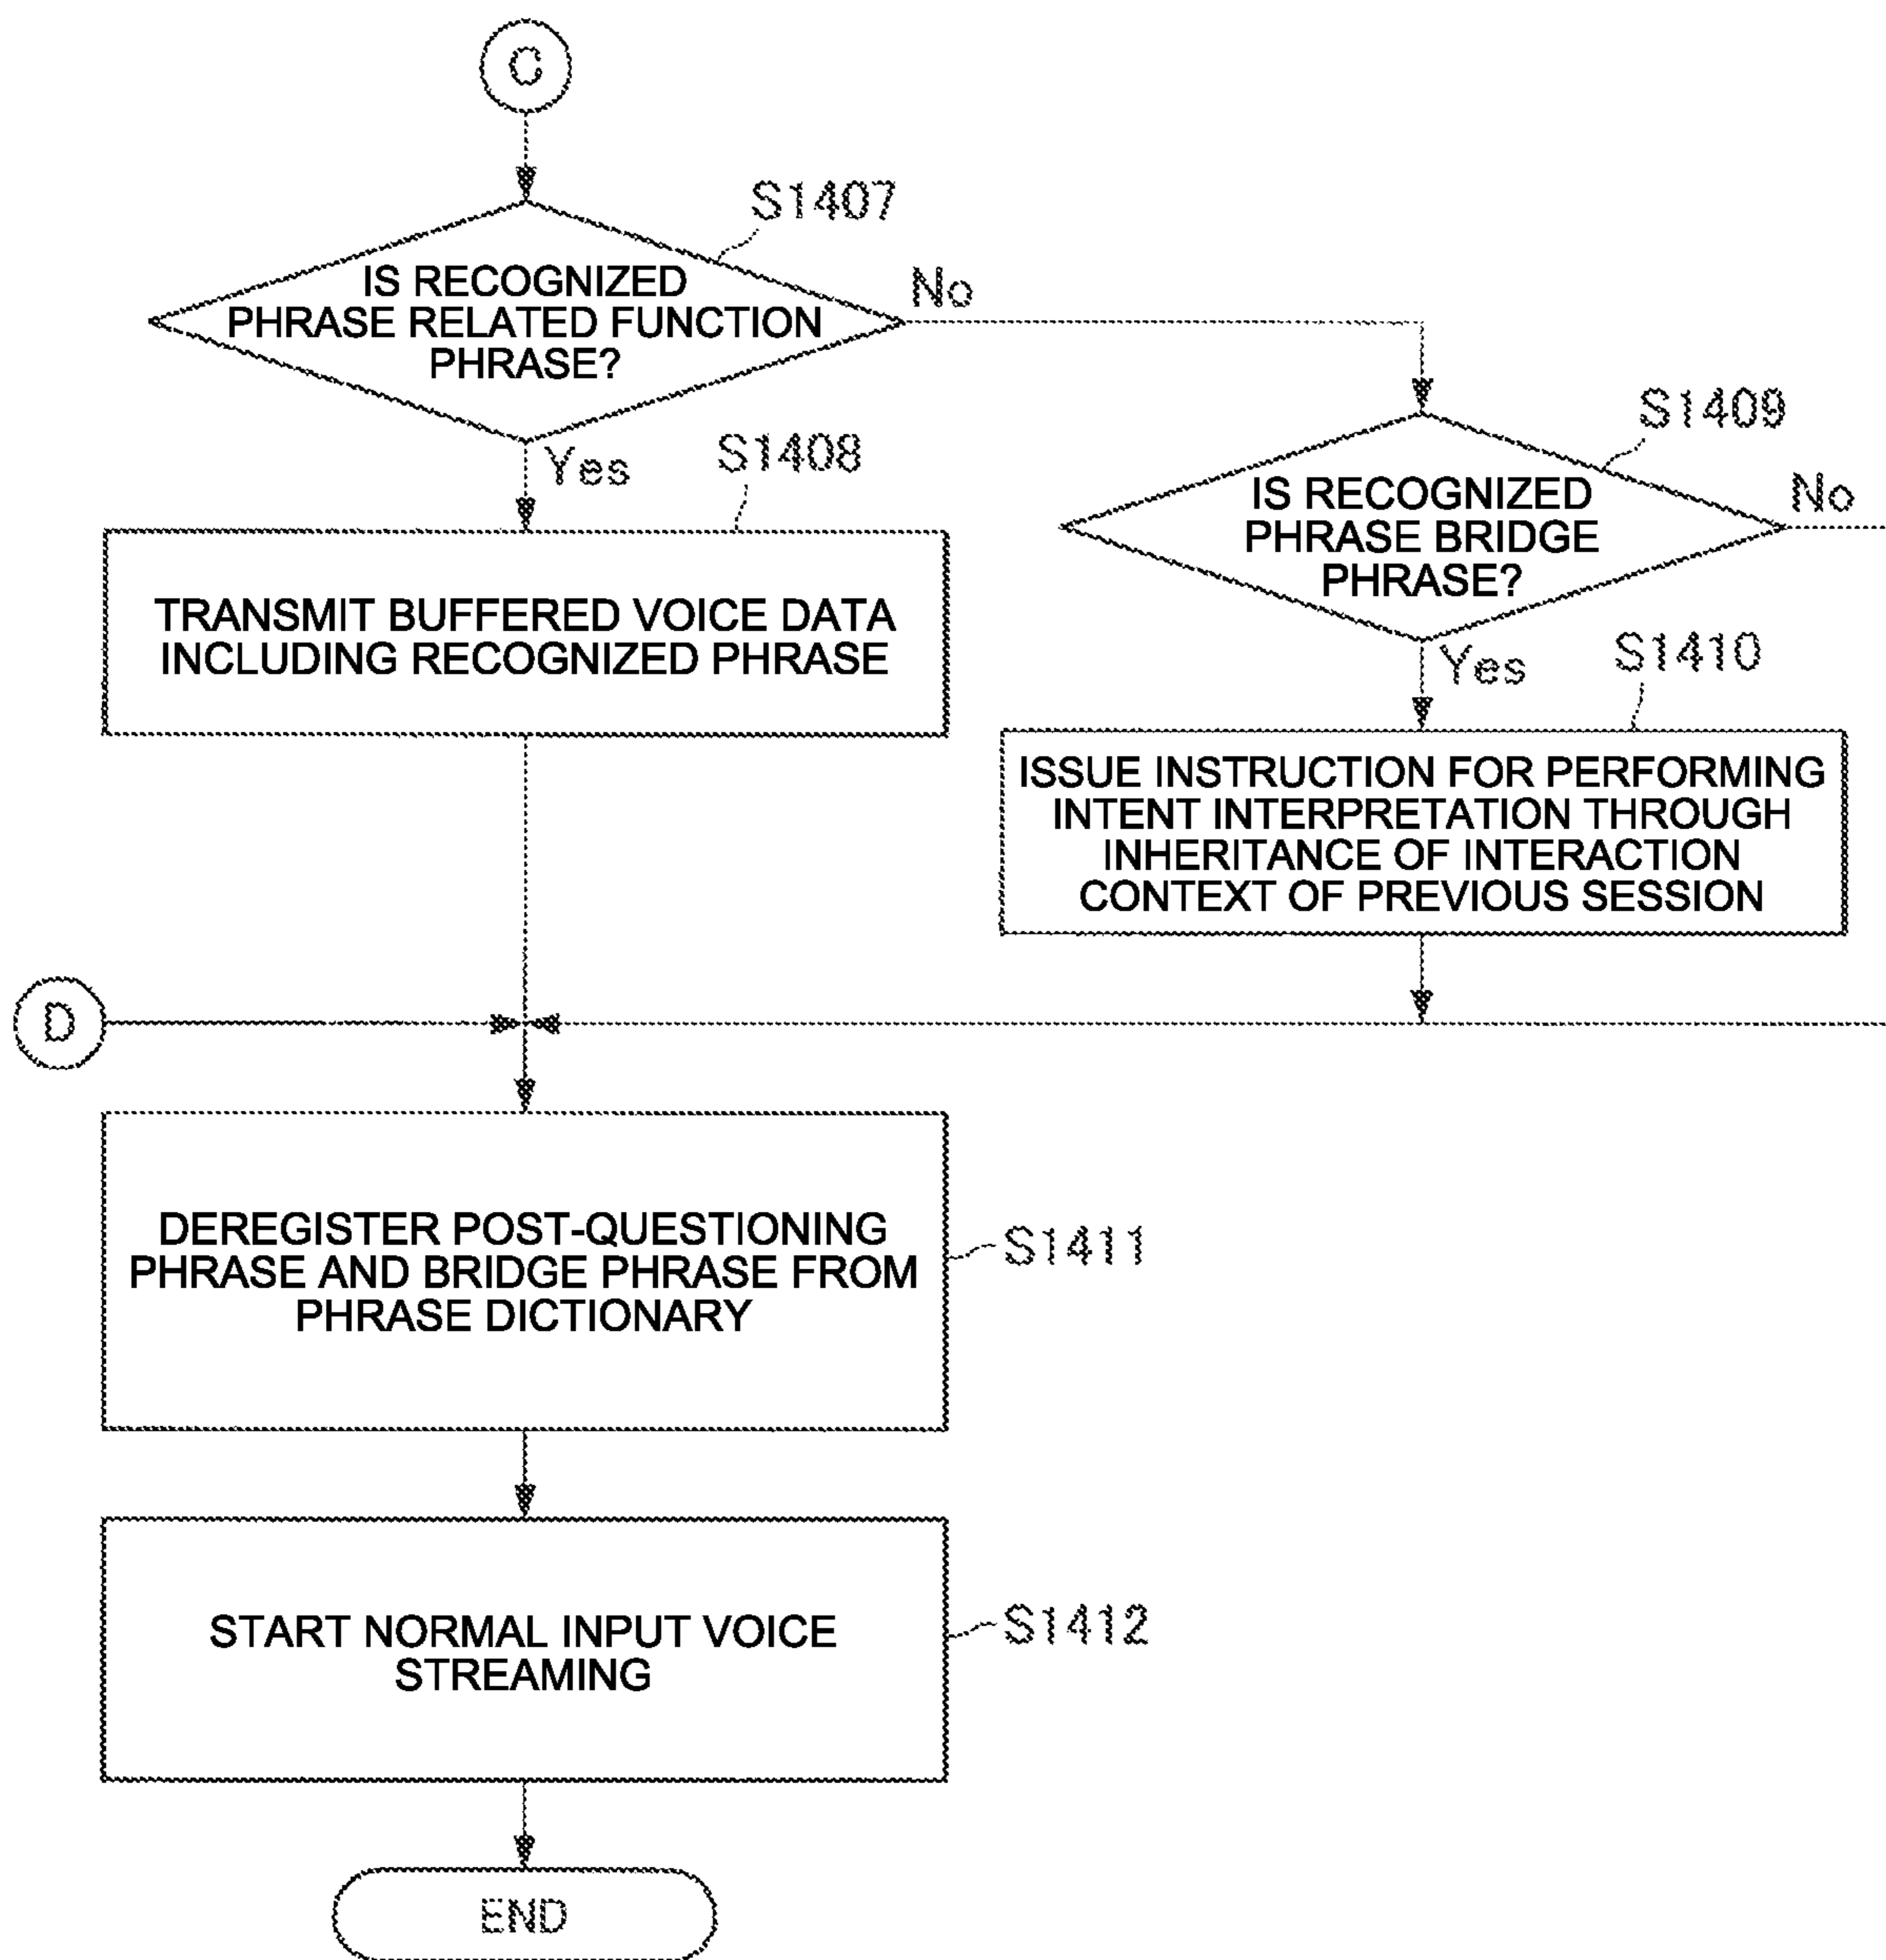 C
S1407
IS RECOGNIZED
PHRASE RELATED FUNCTION
PHRASE?
No
Yes
S1408
TRANSMIT BUFFERED VOICE DATA
INCLUDING RECOGNIZED PHRASE
S1409
IS RECOGNIZED
PHRASE BRIDGE
PHRASE?
No
Yes
S1410
ISSUE INSTRUCTION FOR PERFORMING
INTENT INTERPRETATION THROUGH
INHERITANCE OF INTERACTION
CONTEXT OF PREVIOUS SESSION
D
DEREGISTER POST-QUESTIONING
PHRASE AND BRIDGE PHRASE FROM
PHRASE DICTIONARY
S1411
START NORMAL INPUT VOICE
STREAMING
S1412
END